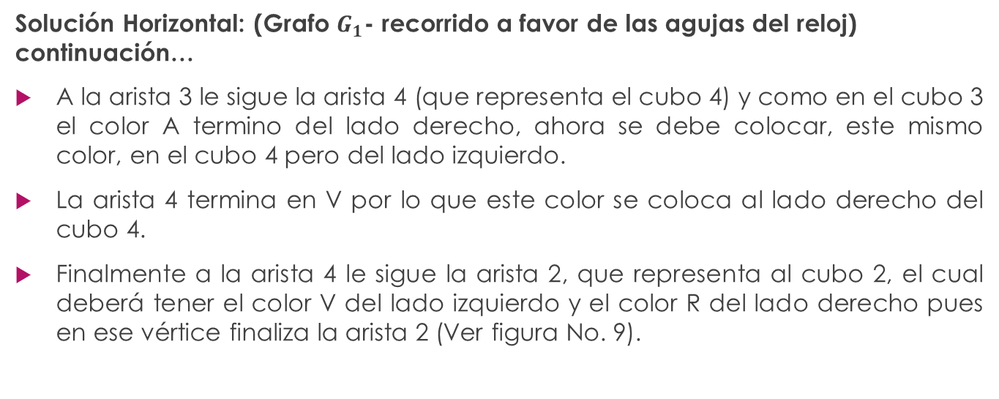 Solución Horizontal: (Grafo G₁- recorrido a favor de las agujas del reloj)
continuación...
A la arista 3 le sigue la arista 4 (que representa el cubo 4) y como en el cubo 3
el color A termino del lado derecho, ahora se debe colocar, este mismo
color, en el cubo 4 pero del lado izquierdo.
La arista 4 termina en V por lo que este color se coloca al lado derecho del
cubo 4.
Finalmente a la arista 4 le sigue la arista 2, que representa al cubo 2, el cual
deberá tener el color V del lado izquierdo y el color R del lado derecho pues
en ese vértice finaliza la arista 2 (Ver figura No. 9).